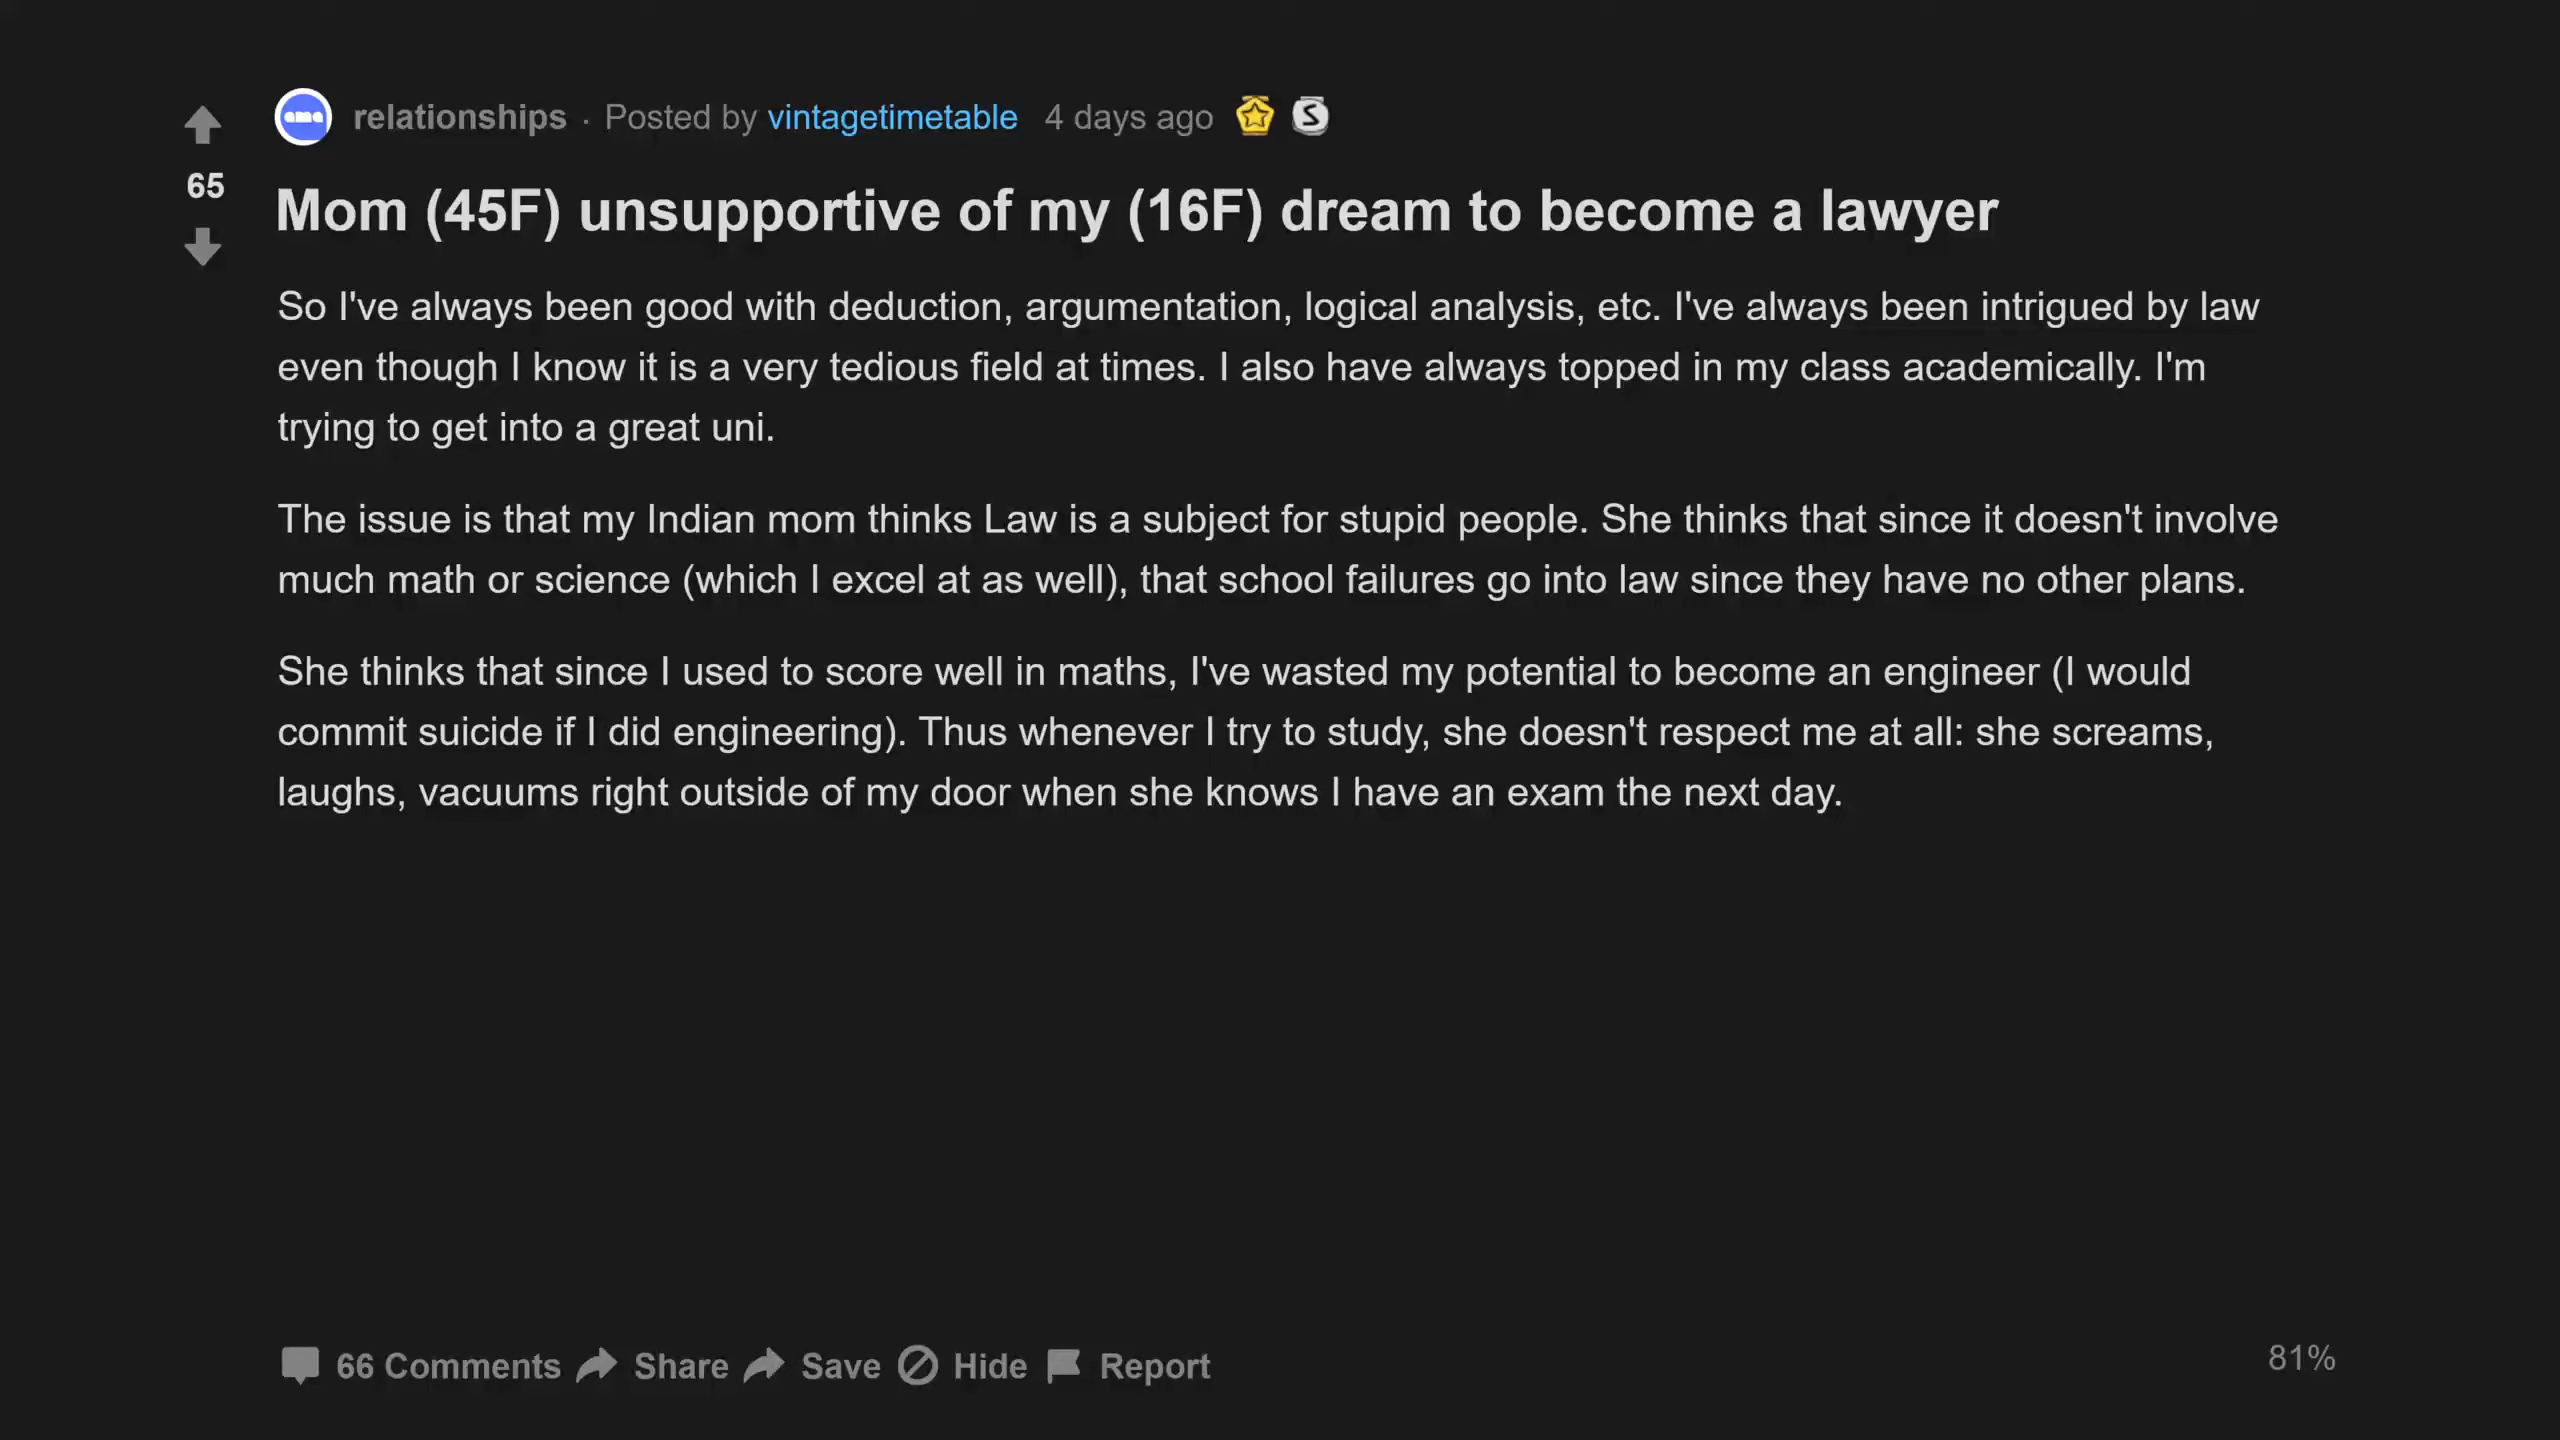 ama relationships · Posted by vintagetimetable 4 days ago S
65
Mom (45F) unsupportive of my (16F) dream to become a lawyer
So I've always been good with deduction, argumentation, logical analysis, etc. I've always been intrigued by law
even though I know it is a very tedious field at times. I also have always topped in my class academically. I'm
trying to get into a great uni.
The issue is that my Indian mom thinks Law is a subject for stupid people. She thinks that since it doesn't involve
much math or science (which I excel at as well), that school failures go into law since they have no other plans.
She thinks that since I used to score well in maths, I've wasted my potential to become an engineer (I would
commit suicide if I did engineering). Thus whenever I try to study, she doesn't respect me at all: she screams,
laughs, vacuums right outside of my door when she knows I have an exam the next day.
66 Comments Share Save Hide Report
81%